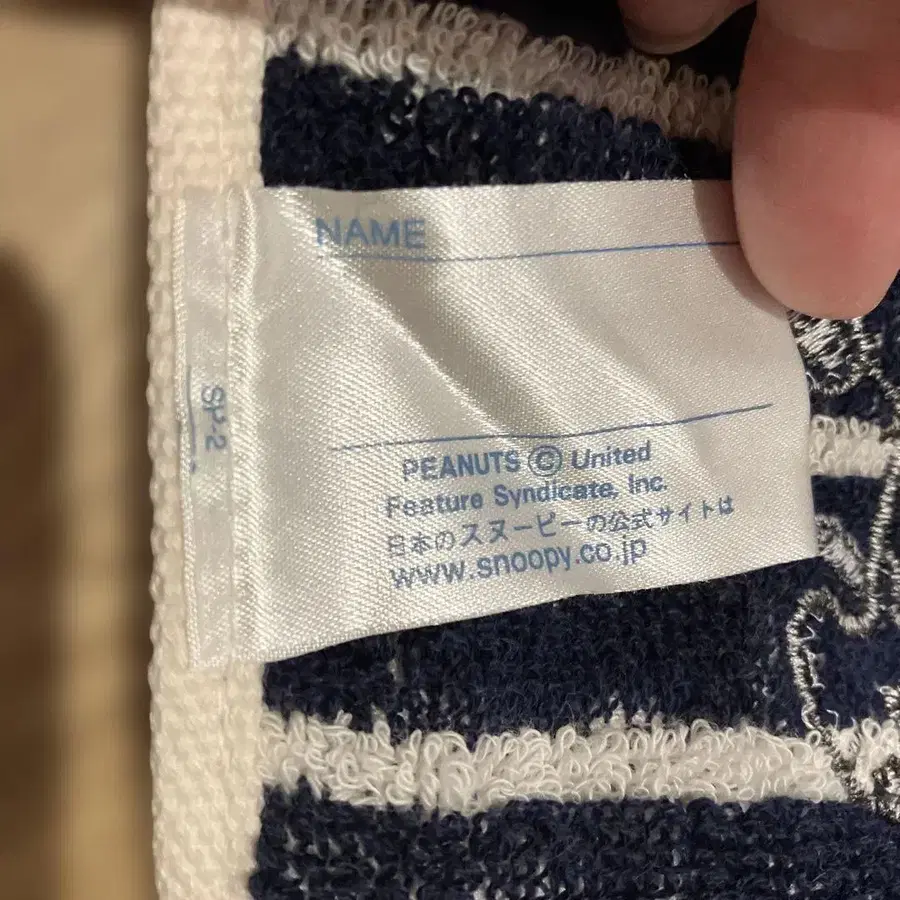 NAME
SP-2
PEANUTS © United
Feature Syndicate, Inc.
日本のスヌーピーの公式サイトは
www.snoopy.co.jp